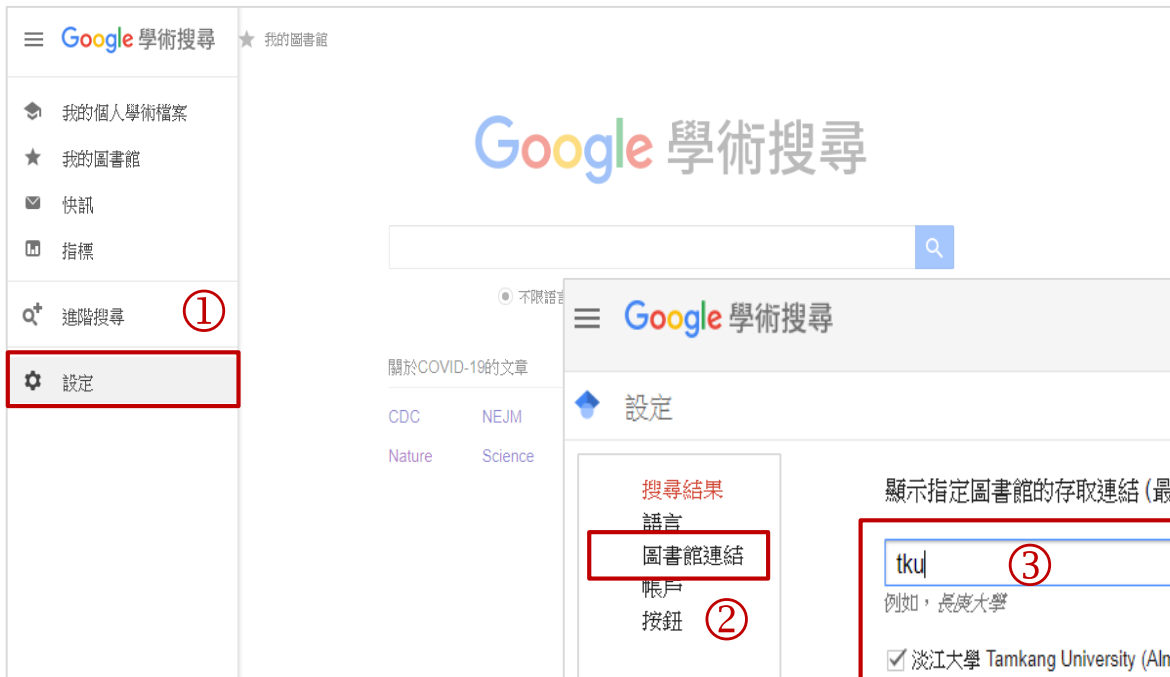 Google 學術搜尋
★ 我的圖書館
我的個人學術檔案
我的圖書館
快訊
指標
進階搜尋
①
設定
Google 學術搜尋
不限語言
關於COVID-19的文章
CDC NEJM
Nature Science
Google 學術搜尋
設定
搜尋結果
語言
圖書館連結
帳戶
按鈕
②
顯示指定圖書館的存取連結 (最
tku
③
例如，長庚大學
淡江大學 Tamkang University (Alm